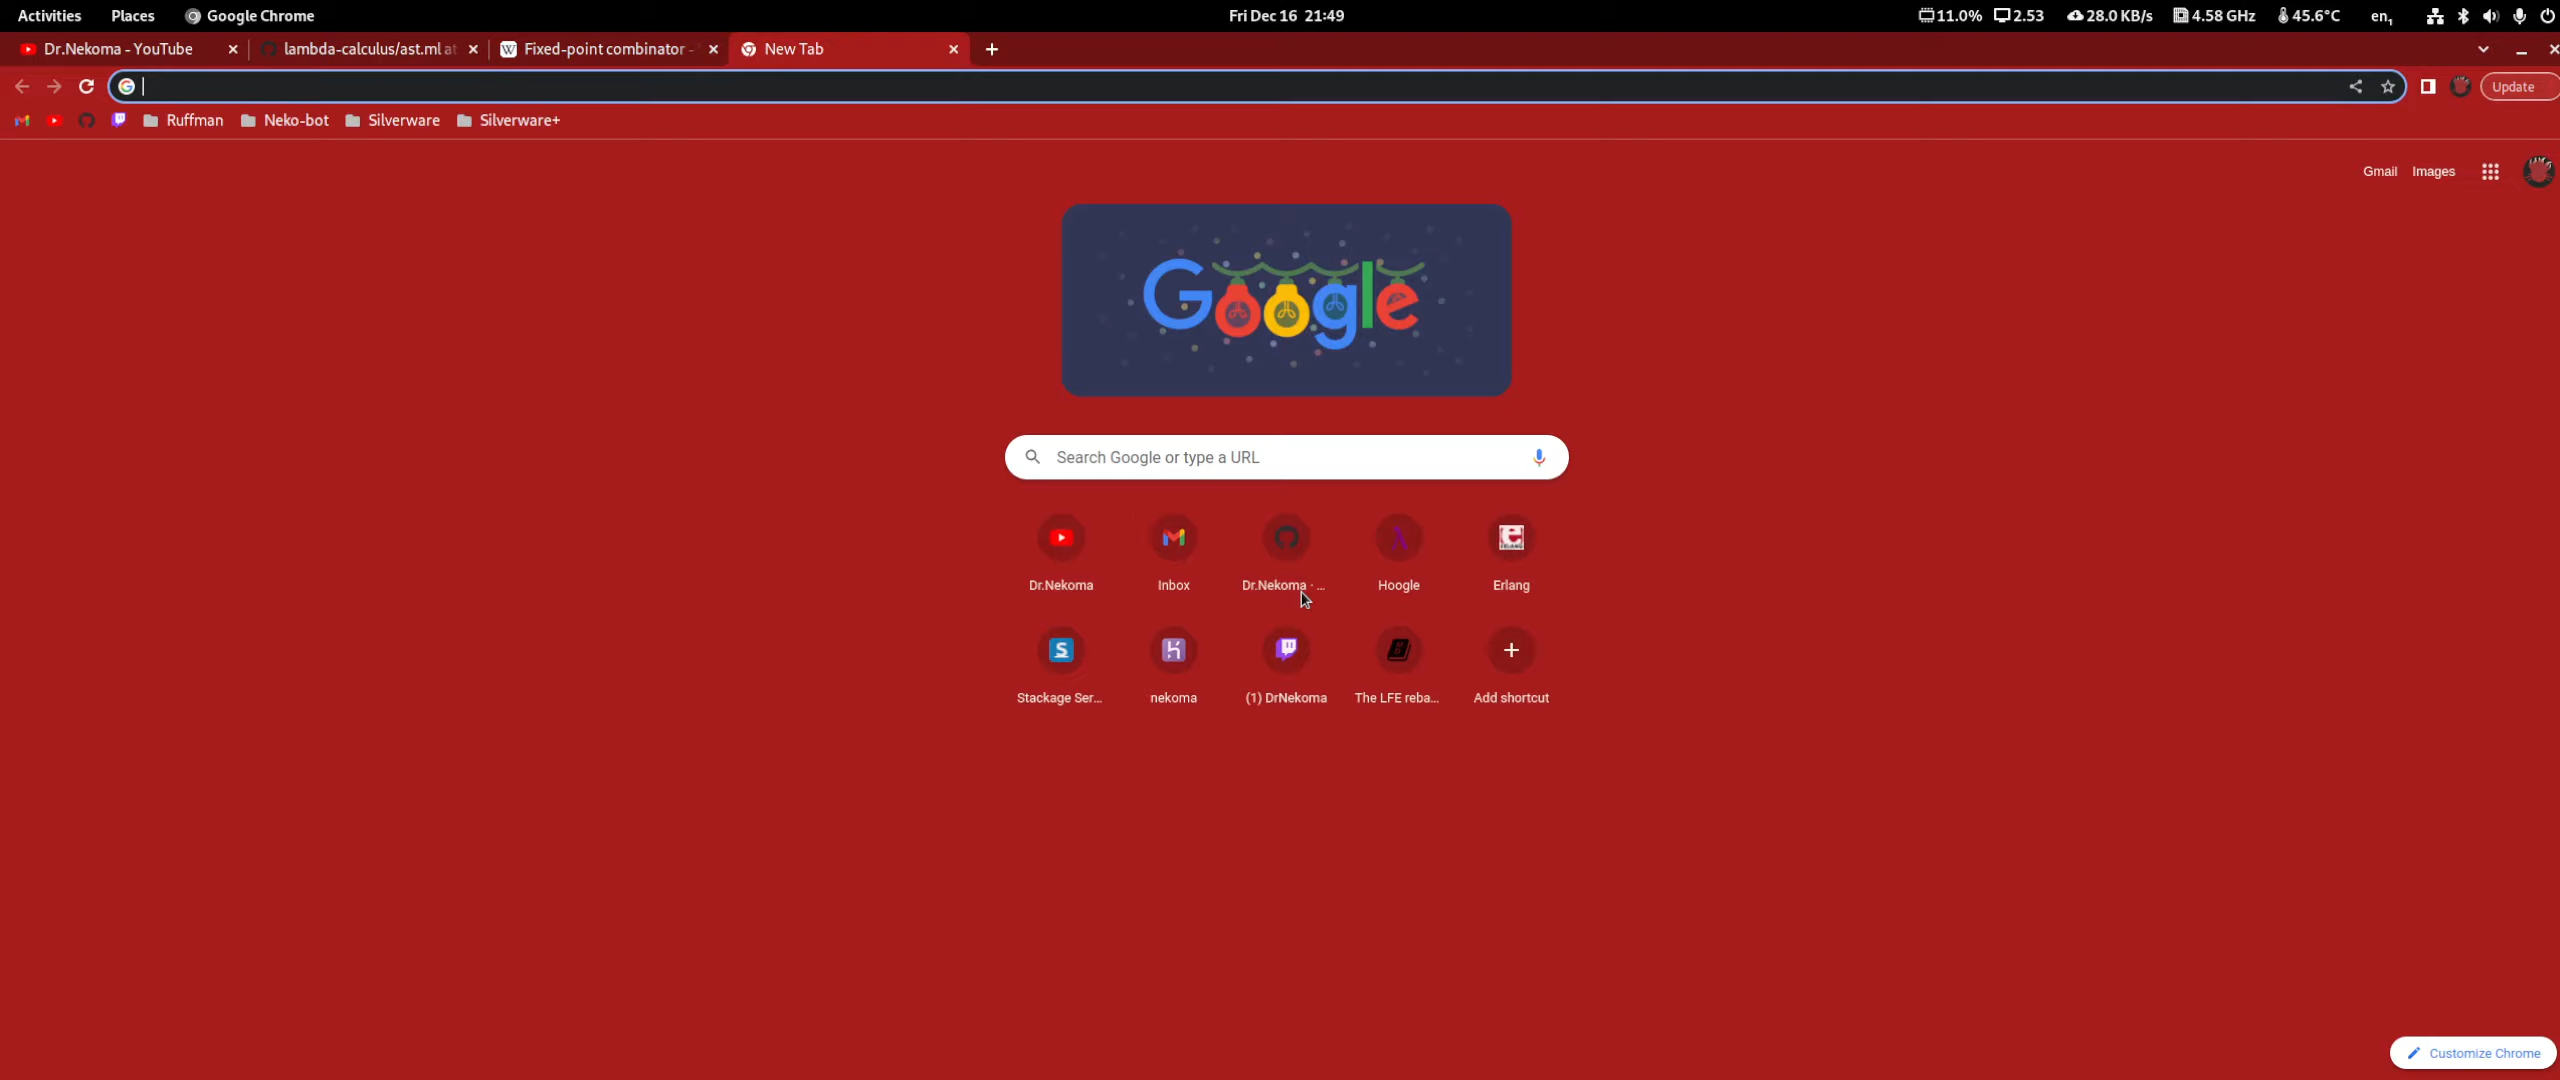 Activities Places Google Chrome Fri Dec 16 21:49 11.0% 2.53 28.0 KB/s 4.58 GHz 45.6°C en₁
Dr.Nekoma - YouTube lambda-calculus/ast.ml at Fixed-point combinator - New Tab
Update
Ruffman Neko-bot Silverware Silverware+
Gmail Images
Google
Search Google or type a URL
Dr.Nekoma Inbox Dr.Nekoma · ... Hoogle Erlang
Stackage Ser... nekoma (1) DrNekoma The LFE reba... Add shortcut
Customize Chrome